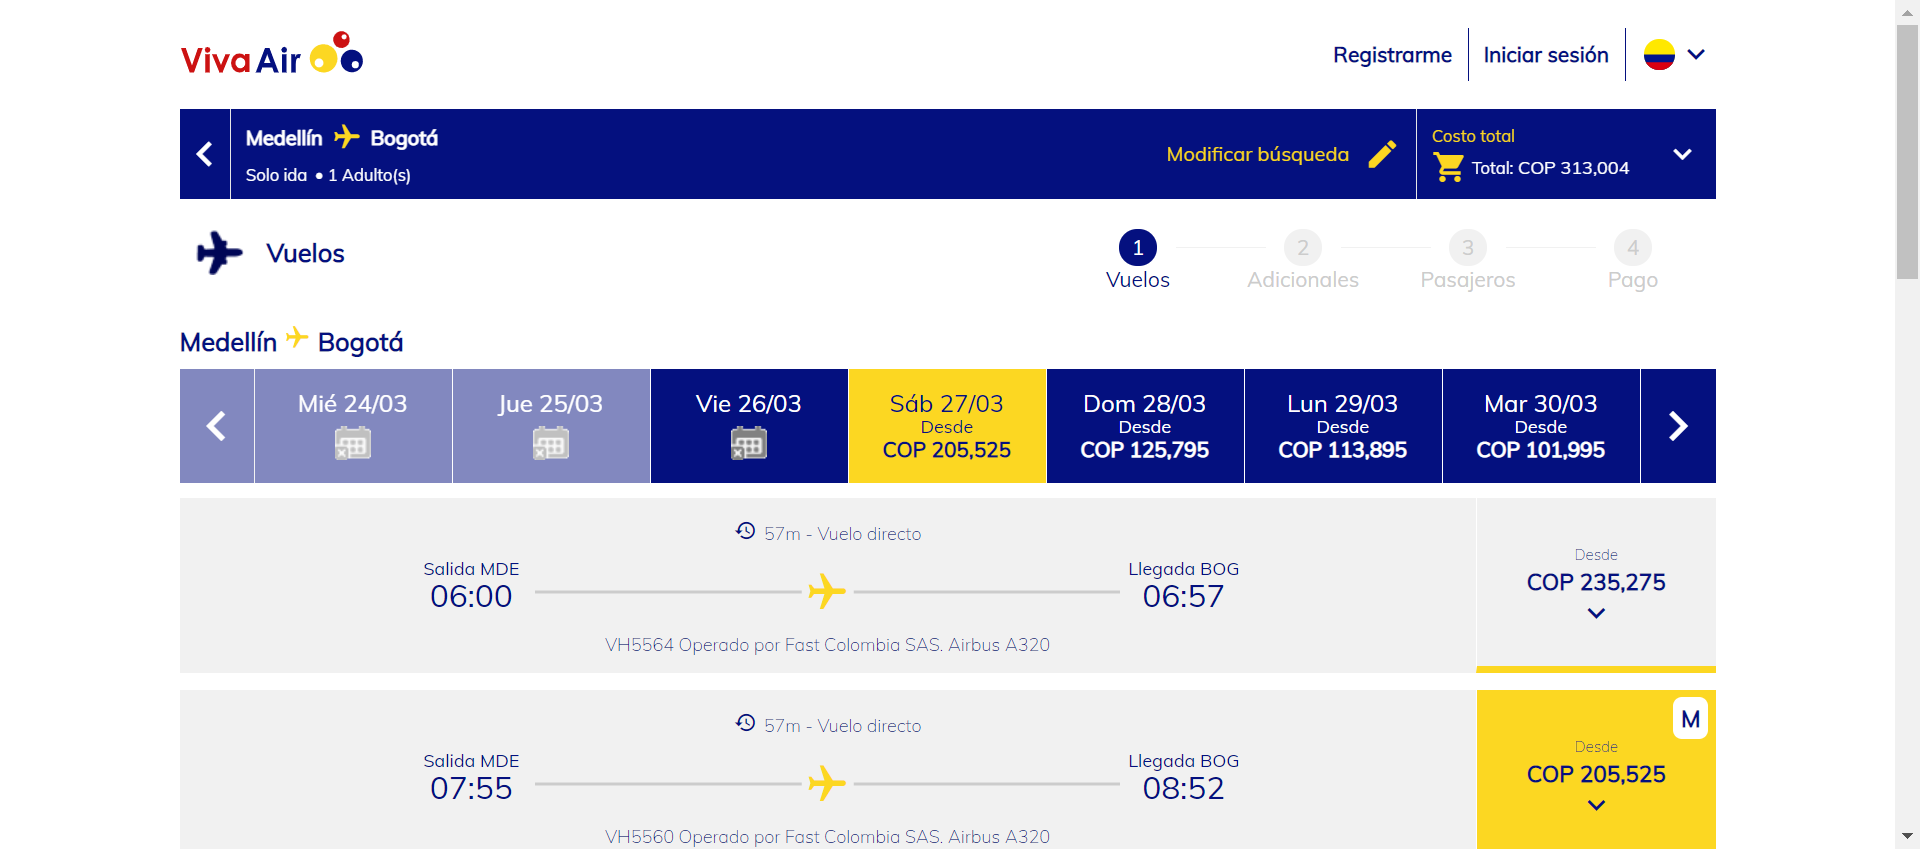 Viva Air
Registrarme
Iniciar sesión
Medellín Bogotá
Solo ida • 1 Adulto(s)
Modificar búsqueda
Costo total
Total: COP 313,004
Vuelos
1
Vuelos
2
Adicionales
3
Pasajeros
4
Pago
Medellín Bogotá
Mié 24/03
Jue 25/03
Vie 26/03
Sáb 27/03
Desde
COP 205,525
Dom 28/03
Desde
COP 125,795
Lun 29/03
Desde
COP 113,895
Mar 30/03
Desde
COP 101,995
57m - Vuelo directo
Salida MDE
06:00
Llegada BOG
06:57
VH5564 Operado por Fast Colombia SAS. Airbus A320
Desde
COP 235,275
57m - Vuelo directo
Salida MDE
07:55
Llegada BOG
08:52
VH5560 Operado por Fast Colombia SAS. Airbus A320
M
Desde
COP 205,525